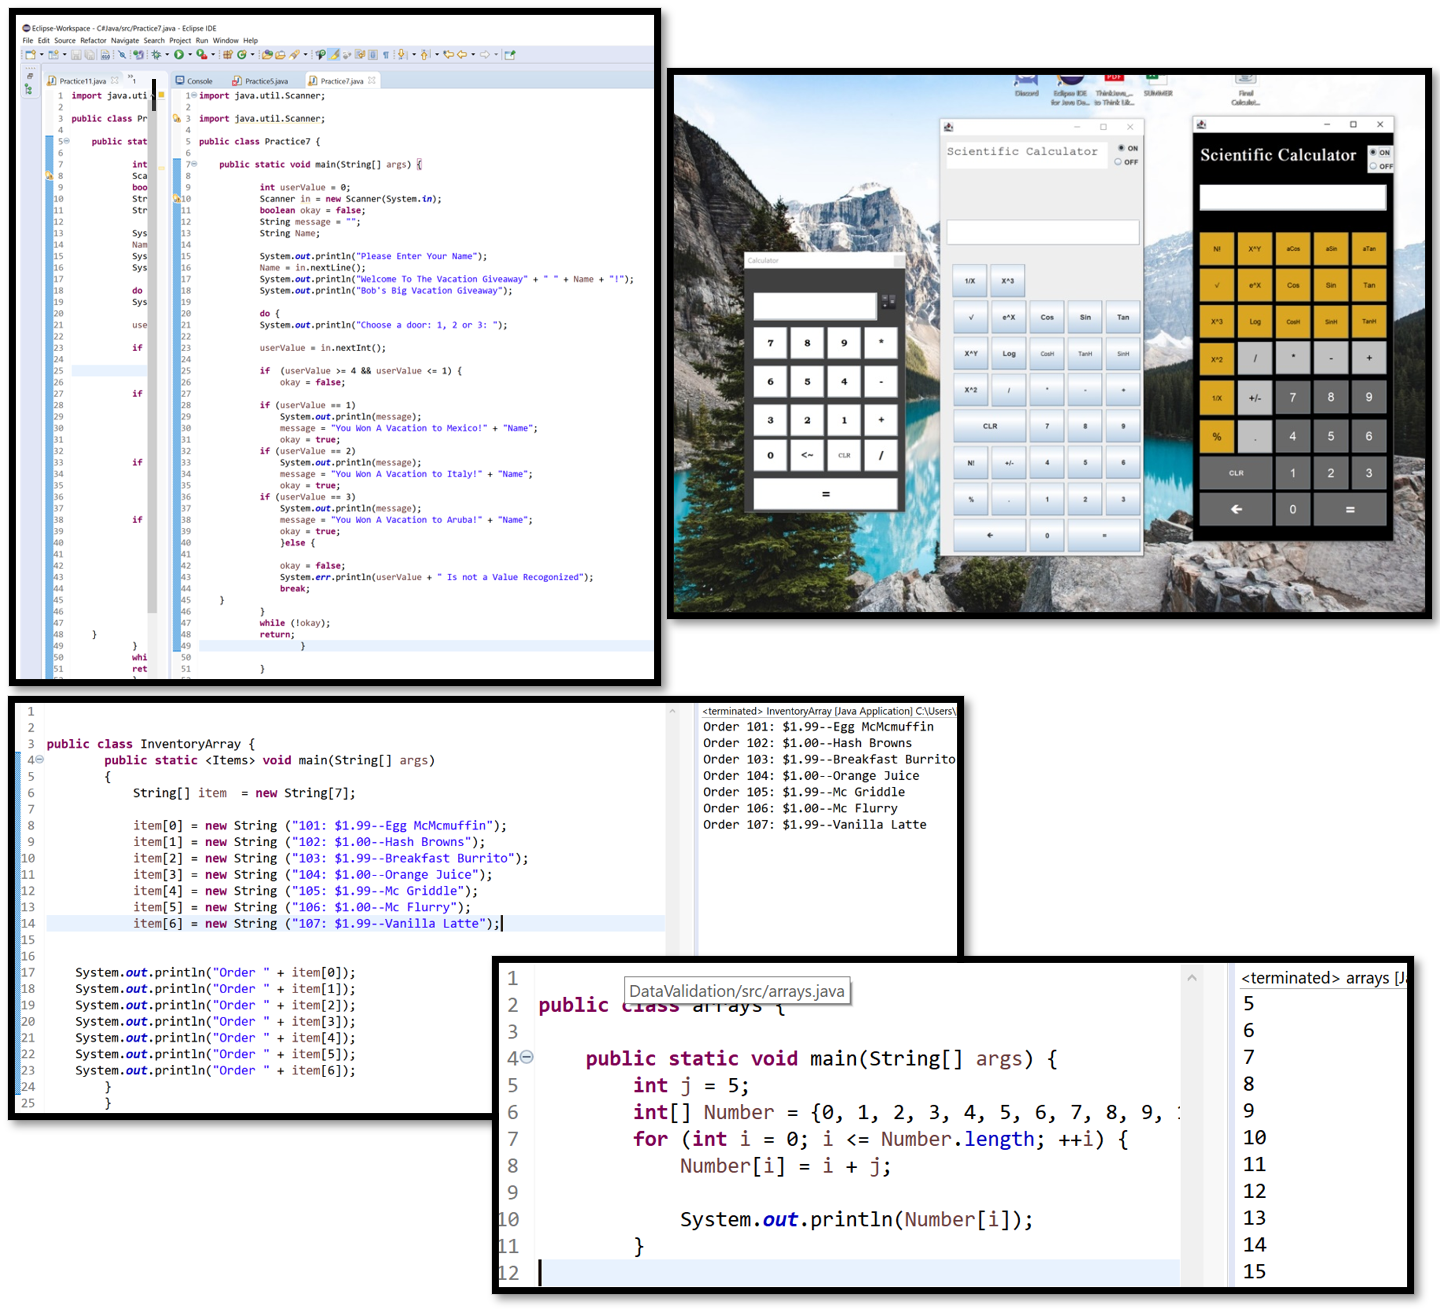 Eclipse-Workspace - C#Java/src/Practice7.java - Eclipse IDE
File Edit Source Refactor Navigate Search Project Run Window Help
Practice11.java
1 import java.uti
2
3 public class Pr
4
5 public stat
6
7 int
8 Sca
9 boo
10 Str
11 Str
12
13 Sys
14 Nam
15 Sys
16 Sys
17
18 do
19 Sys
20
21 use
22
23 if
24
25
26
27 if
28
29
30
31
32
33 if
34
35
36
37
38 if
39
40
41
42
43
44
45
46
47
48 }
49 }
50 whi
51 ret
Console Practice5.java Practice7.java
1 import java.util.Scanner;
2
3 import java.util.Scanner;
4
5 public class Practice7 {
6
7 public static void main(String[] args) {
8
9 int userValue = 0;
10 Scanner in = new Scanner(System.in);
11 boolean okay = false;
12 String message = "";
13 String Name;
14
15 System.out.println("Please Enter Your Name");
16 Name = in.nextLine();
17 System.out.println("Welcome To The Vacation Giveaway" + " " + Name + "!");
18 System.out.println("Bob's Big Vacation Giveaway");
19
20 do {
21 System.out.println("Choose a door: 1, 2 or 3: ");
22
23 userValue = in.nextInt();
24
25 if (userValue >= 4 && userValue <= 1) {
26 okay = false;
27
28 if (userValue == 1)
29 System.out.println(message);
30 message = "You Won A Vacation to Mexico!" + "Name";
31 okay = true;
32 if (userValue == 2)
33 System.out.println(message);
34 message = "You Won A Vacation to Italy!" + "Name";
35 okay = true;
36 if (userValue == 3)
37 System.out.println(message);
38 message = "You Won A Vacation to Aruba!" + "Name";
39 okay = true;
40 }else {
41
42 okay = false;
43 System.err.println(userValue + " Is not a Value Recogonized");
44 break;
45 }
46 }
47 while (!okay);
48 return;
49 }
50
51 }
Discord
Eclipse IDE
for Java De...
ThinkJava_...
to Think Lik...
SUMMER
Final
Calculat...
Calculator
7 8 9 *
6 5 4 -
3 2 1 +
0 <~ CLR /
=
Scientific Calculator
ON
OFF
1/X X^3
√ e^X Cos Sin Tan
X^Y Log CosH TanH SinH
X^2 / * - +
CLR 7 8 9
N! +/- 4 5 6
% . 1 2 3
← 0 =
Scientific Calculator
ON
OFF
N! X^Y aCos aSin aTan
√ e^X Cos Sin Tan
X^3 Log CosH SinH TanH
X^2 / * - +
1/X +/- 7 8 9
% . 4 5 6
CLR 1 2 3
← 0 =
1
2
3 public class InventoryArray {
4 public static <Items> void main(String[] args)
5 {
6 String[] item = new String[7];
7
8 item[0] = new String ("101: $1.99--Egg McMcmuffin");
9 item[1] = new String ("102: $1.00--Hash Browns");
10 item[2] = new String ("103: $1.99--Breakfast Burrito");
11 item[3] = new String ("104: $1.00--Orange Juice");
12 item[4] = new String ("105: $1.99--Mc Griddle");
13 item[5] = new String ("106: $1.00--Mc Flurry");
14 item[6] = new String ("107: $1.99--Vanilla Latte");
15
16
17 System.out.println("Order " + item[0]);
18 System.out.println("Order " + item[1]);
19 System.out.println("Order " + item[2]);
20 System.out.println("Order " + item[3]);
21 System.out.println("Order " + item[4]);
22 System.out.println("Order " + item[5]);
23 System.out.println("Order " + item[6]);
24 }
25 }
<terminated> InventoryArray [Java Application] C:\Users\
Order 101: $1.99--Egg McMcmuffin
Order 102: $1.00--Hash Browns
Order 103: $1.99--Breakfast Burrito
Order 104: $1.00--Orange Juice
Order 105: $1.99--Mc Griddle
Order 106: $1.00--Mc Flurry
Order 107: $1.99--Vanilla Latte
1
DataValidation/src/arrays.java
2 public class arrays {
3
4 public static void main(String[] args) {
5 int j = 5;
6 int[] Number = {0, 1, 2, 3, 4, 5, 6, 7, 8, 9,
7 for (int i = 0; i <= Number.length; ++i) {
8 Number[i] = i + j;
9
10 System.out.println(Number[i]);
11 }
12
<terminated> arrays [J
5
6
7
8
9
10
11
12
13
14
15